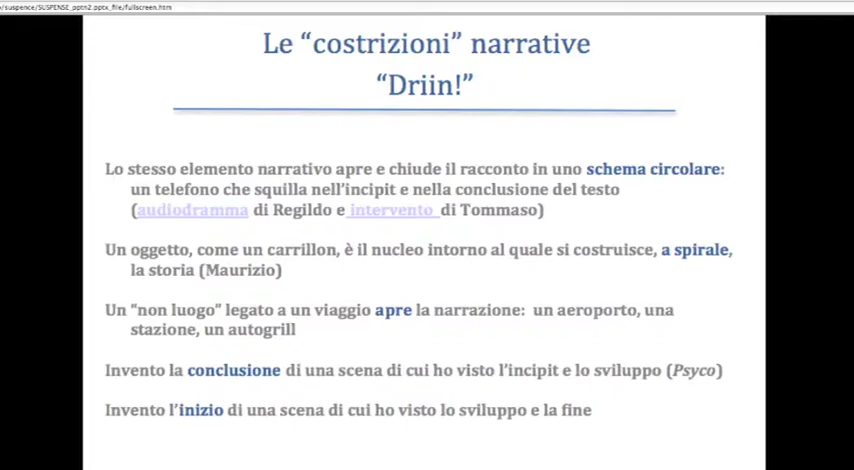 /suspence/SUSPENSE_pptn2.pptx_file/fullscreen.htm
Le “costrizioni” narrative
“Driin!”
Lo stesso elemento narrativo apre e chiude il racconto in uno schema circolare:
un telefono che squilla nell’incipit e nella conclusione del testo
(audiodramma di Regildo e intervento di Tommaso)
Un oggetto, come un carrillon, è il nucleo intorno al quale si costruisce, a spirale,
la storia (Maurizio)
Un “non luogo” legato a un viaggio apre la narrazione: un aeroporto, una
stazione, un autogrill
Invento la conclusione di una scena di cui ho visto l’incipit e lo sviluppo (Psyco)
Invento l’inizio di una scena di cui ho visto lo sviluppo e la fine